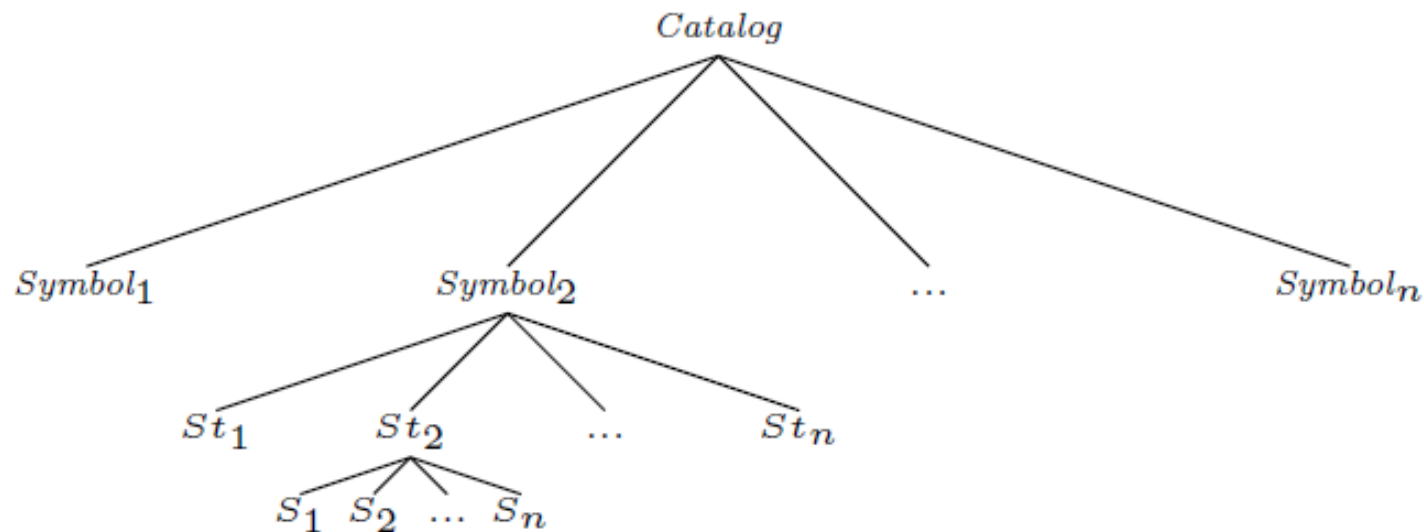 Catalog
Symbol₁ Symbol₂ ... Symbolₙ
St₁ St₂ ... Stₙ
S₁ S₂ ... Sₙ